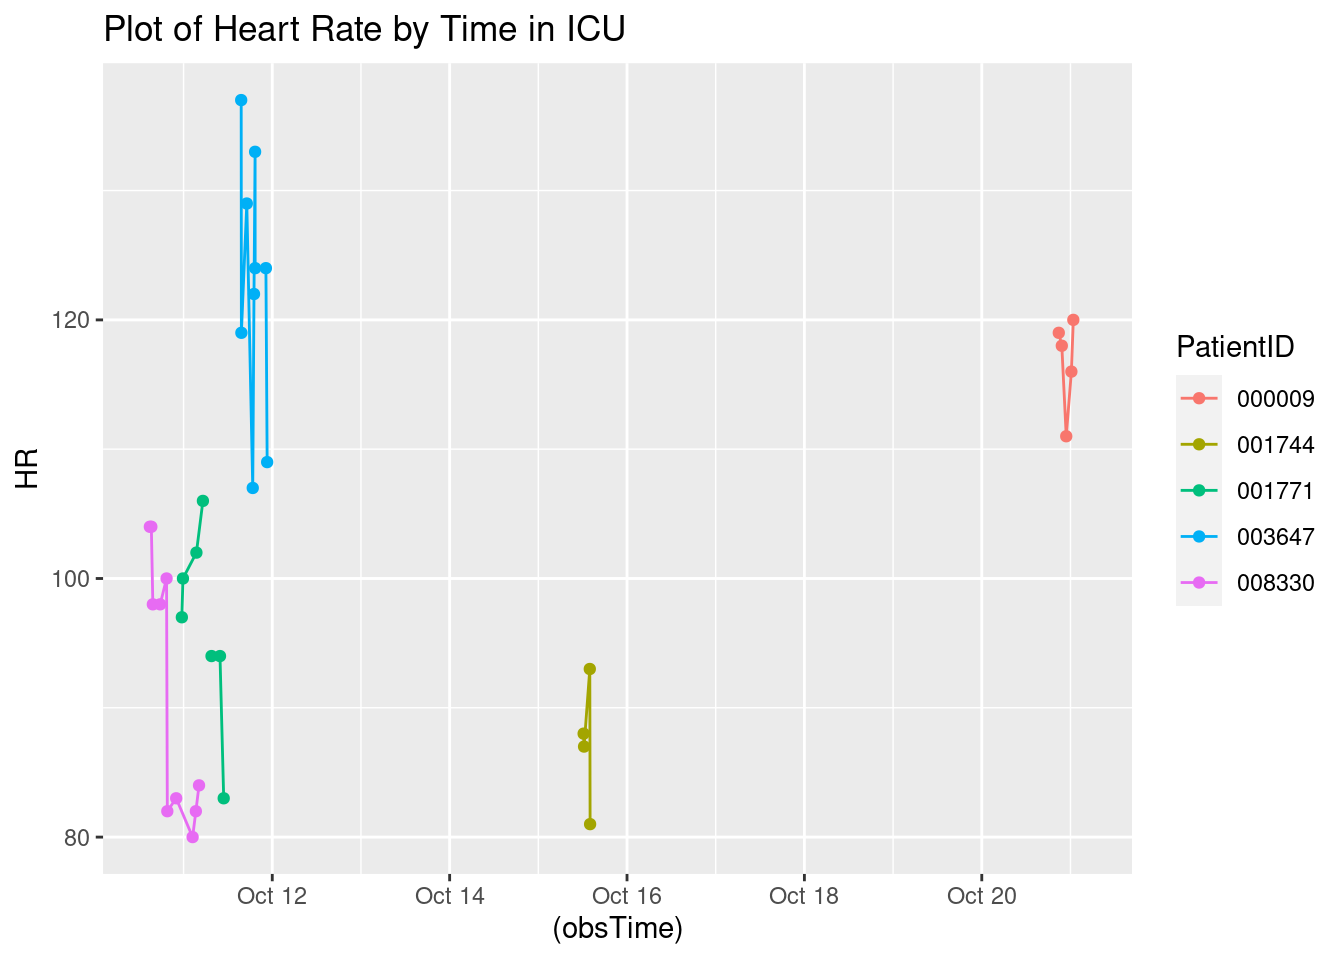 Plot of Heart Rate by Time in ICU
HR
120
100
80
Oct 12
Oct 14
Oct 16
Oct 18
Oct 20
(obsTime)
PatientID
000009
001744
001771
003647
008330